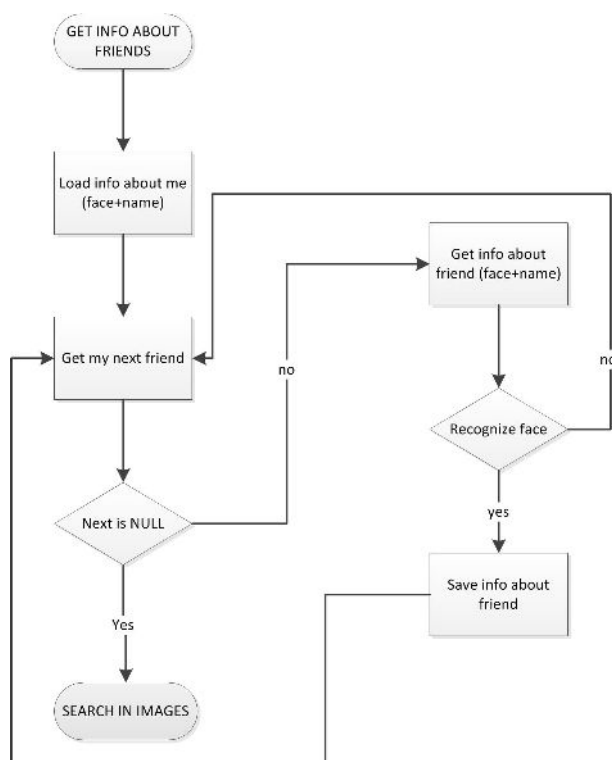 GET INFO ABOUT
FRIENDS
Load info about me
(face+name)
Get my next friend
Next is NULL
Yes
SEARCH IN IMAGES
no
Get info about
friend (face+name)
Recognize face
no
yes
Save info about
friend